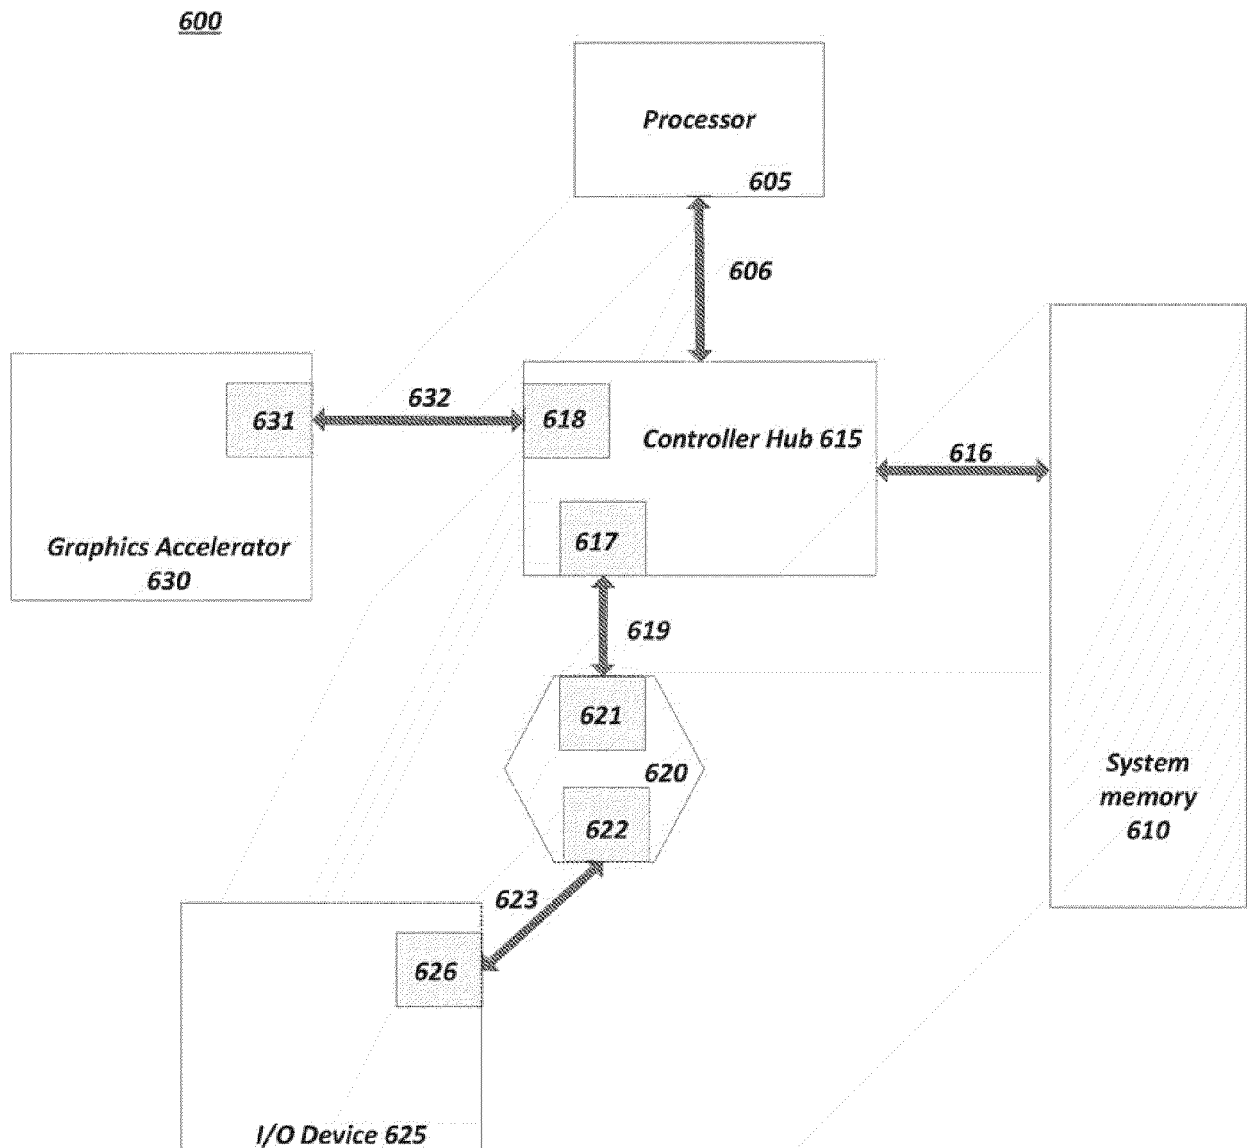 600
Processor
605
606
631
632
618
Controller Hub 615
616
Graphics Accelerator
630
617
619
621
620
622
System
memory
610
623
626
I/O Device 625